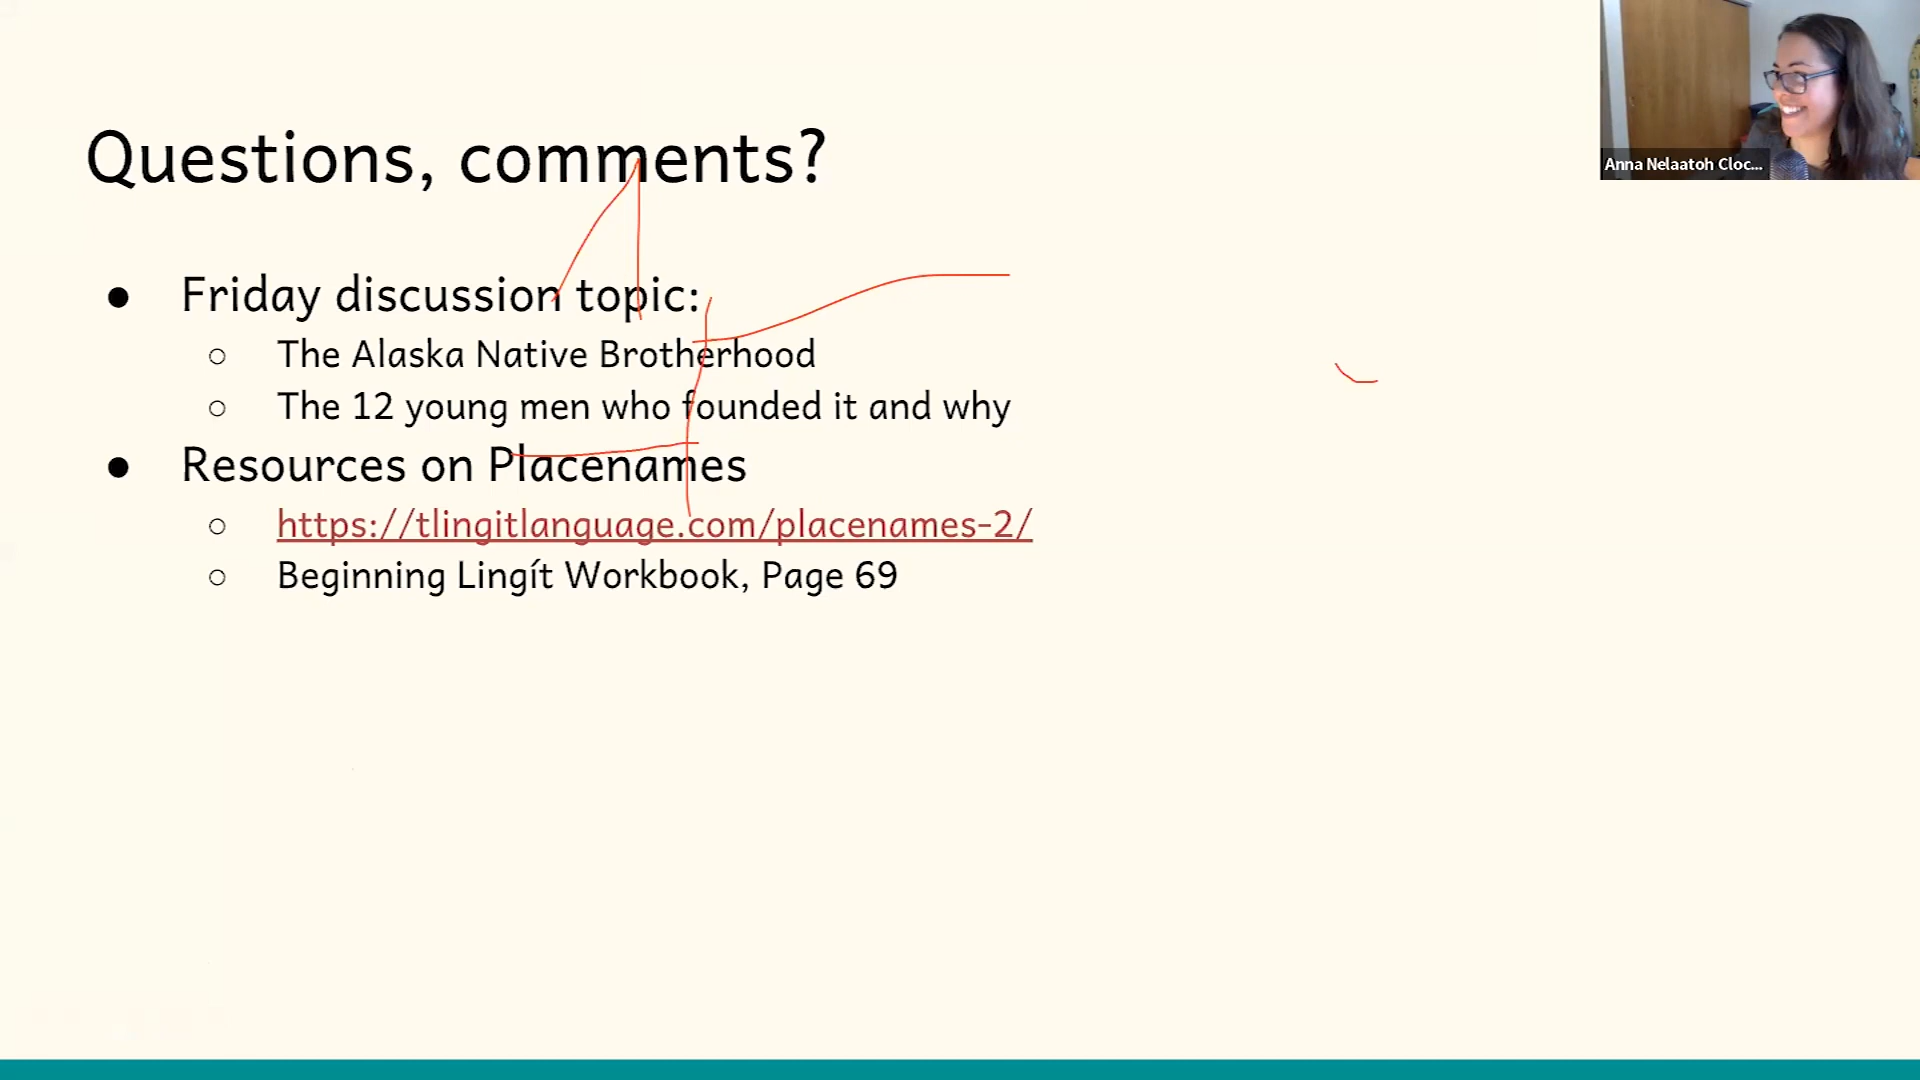 Questions, comments?
Friday discussion topic:
The Alaska Native Brotherhood
The 12 young men who founded it and why
Resources on Placenames
https://tlingitlanguage.com/placenames-2/
Beginning Lingít Workbook, Page 69
Anna Nelaatoh Cloc...